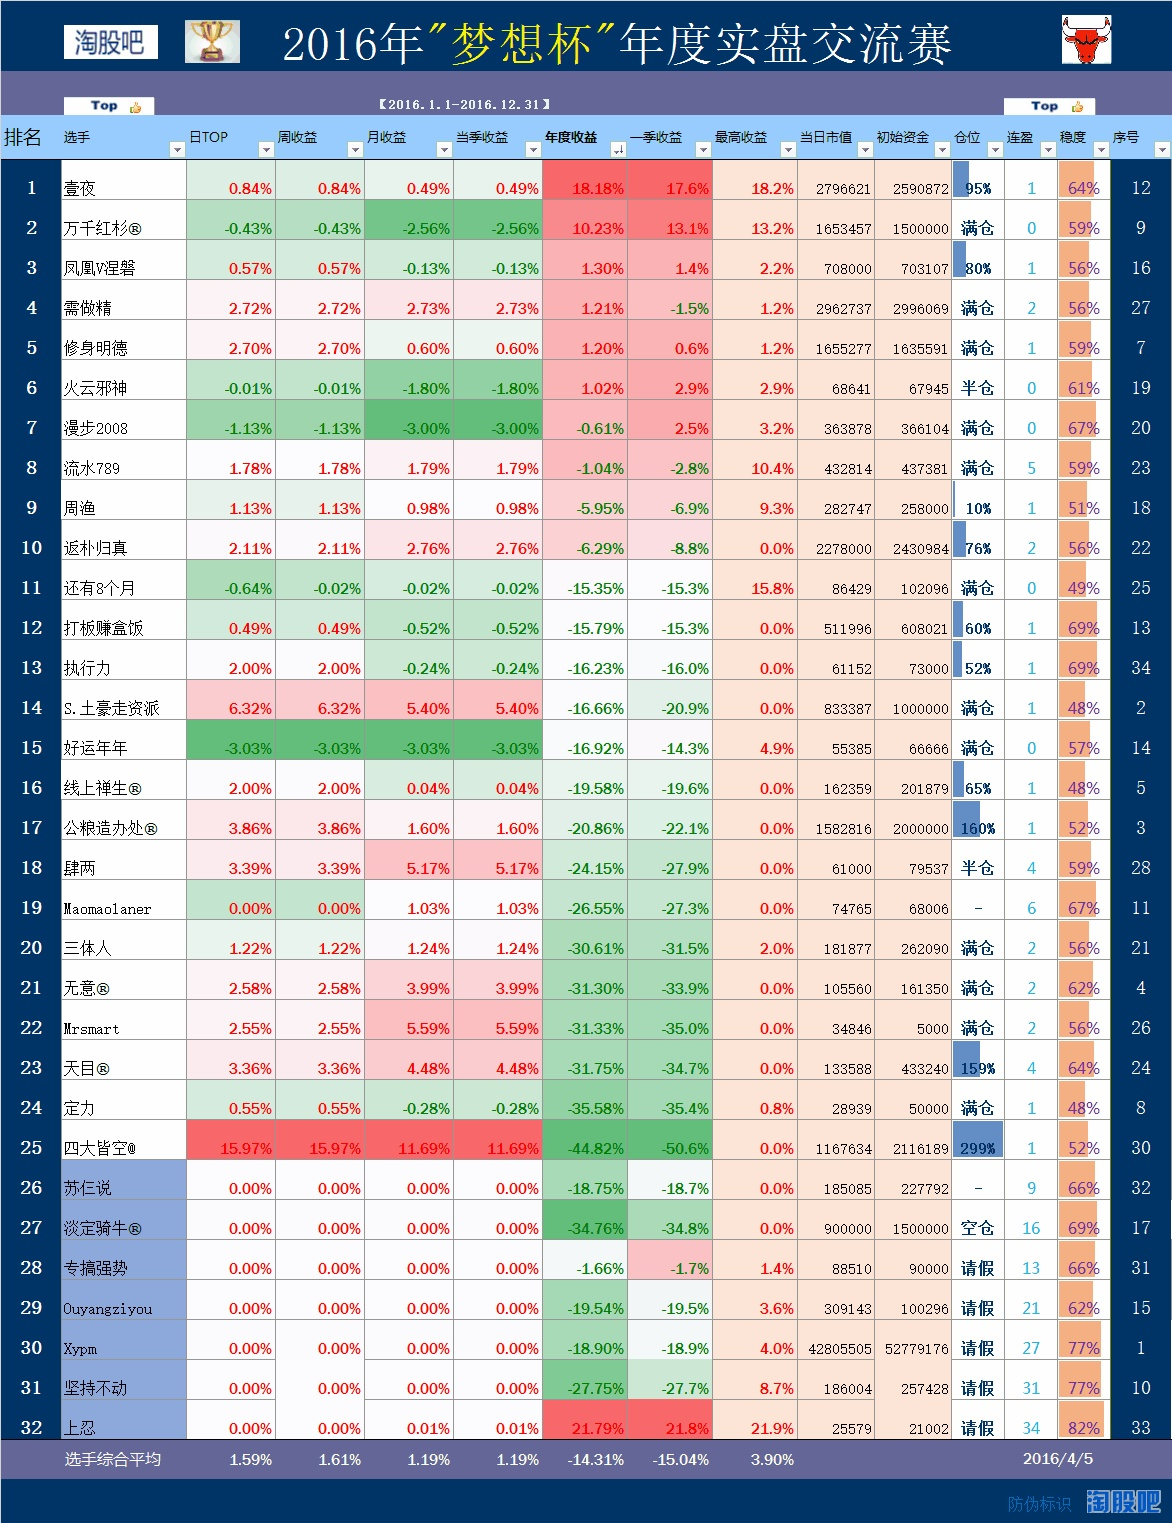 淘股吧 2016年"梦想杯"年度实盘交流赛
Top 【2016.1.1-2016.12.31】 Top
排名 选手 日TOP 周收益 月收益 当季收益 年度收益 一季收益 最高收益 当日市值 初始资金 仓位 连盈 稳度 序号
1 壹夜 0.84% 0.84% 0.49% 0.49% 18.18% 17.6% 18.2% 2796621 2590872 95% 1 64% 12
2 万千红杉® -0.43% -0.43% -2.56% -2.56% 10.23% 13.1% 13.2% 1653457 1500000 满仓 0 59% 9
3 凤凰V涅磐 0.57% 0.57% -0.13% -0.13% 1.30% 1.4% 2.2% 708000 703107 80% 1 56% 16
4 需做精 2.72% 2.72% 2.73% 2.73% 1.21% -1.5% 1.2% 2962737 2996069 满仓 2 56% 27
5 修身明德 2.70% 2.70% 0.60% 0.60% 1.20% 0.6% 1.2% 1655277 1635591 满仓 1 59% 7
6 火云邪神 -0.01% -0.01% -1.80% -1.80% 1.02% 2.9% 2.9% 68641 67945 半仓 0 61% 19
7 漫步2008 -1.13% -1.13% -3.00% -3.00% -0.61% 2.5% 3.2% 363878 366104 满仓 0 67% 20
8 流水789 1.78% 1.78% 1.79% 1.79% -1.04% -2.8% 10.4% 432814 437381 满仓 5 59% 23
9 周渔 1.13% 1.13% 0.98% 0.98% -5.95% -6.9% 9.3% 282747 258000 10% 1 51% 18
10 返朴归真 2.11% 2.11% 2.76% 2.76% -6.29% -8.8% 0.0% 2278000 2430984 76% 2 56% 22
11 还有8个月 -0.64% -0.02% -0.02% -0.02% -15.35% -15.3% 15.8% 86429 102096 满仓 0 49% 25
12 打板赚盒饭 0.49% 0.49% -0.52% -0.52% -15.79% -15.3% 0.0% 511996 608021 60% 1 69% 13
13 执行力 2.00% 2.00% -0.24% -0.24% -16.23% -16.0% 0.0% 61152 73000 52% 1 69% 34
14 S.土豪走资派 6.32% 6.32% 5.40% 5.40% -16.66% -20.9% 0.0% 833387 1000000 满仓 1 48% 2
15 好运年年 -3.03% -3.03% -3.03% -3.03% -16.92% -14.3% 4.9% 55385 66666 满仓 0 57% 14
16 线上禅生® 2.00% 2.00% 0.04% 0.04% -19.58% -19.6% 0.0% 162359 201879 65% 1 48% 5
17 公粮造办处® 3.86% 3.86% 1.60% 1.60% -20.86% -22.1% 0.0% 1582816 2000000 160% 1 52% 3
18 肆两 3.39% 3.39% 5.17% 5.17% -24.15% -27.9% 0.0% 61000 79537 半仓 4 59% 28
19 Maomaolaner 0.00% 0.00% 1.03% 1.03% -26.55% -27.3% 0.0% 74765 68006 - 6 67% 11
20 三体人 1.22% 1.22% 1.24% 1.24% -30.61% -31.5% 2.0% 181877 262090 满仓 2 56% 21
21 无意® 2.58% 2.58% 3.99% 3.99% -31.30% -33.9% 0.0% 105560 161350 满仓 2 62% 4
22 Mrsmart 2.55% 2.55% 5.59% 5.59% -31.33% -35.0% 0.0% 34846 5000 满仓 2 56% 26
23 天目® 3.36% 3.36% 4.48% 4.48% -31.75% -34.7% 0.0% 133588 433240 159% 4 64% 24
24 定力 0.55% 0.55% -0.28% -0.28% -35.58% -35.4% 0.8% 28939 50000 满仓 1 48% 8
25 四大皆空@ 15.97% 15.97% 11.69% 11.69% -44.82% -50.6% 0.0% 1167634 2116189 299% 1 52% 30
26 苏仨说 0.00% 0.00% 0.00% 0.00% -18.75% -18.7% 0.0% 185085 227792 - 9 66% 32
27 淡定骑牛® 0.00% 0.00% 0.00% 0.00% -34.76% -34.8% 0.0% 900000 1500000 空仓 16 69% 17
28 专搞强势 0.00% 0.00% 0.00% 0.00% -1.66% -1.7% 1.4% 88510 90000 请假 13 66% 31
29 Ouyangziyou 0.00% 0.00% 0.00% 0.00% -19.54% -19.5% 3.6% 309143 100296 请假 21 62% 15
30 Xypm 0.00% 0.00% 0.00% 0.00% -18.90% -18.9% 4.0% 42805505 52779176 请假 27 77% 1
31 坚持不动 0.00% 0.00% 0.00% 0.00% -27.75% -27.7% 8.7% 186004 257428 请假 31 77% 10
32 上忍 0.00% 0.00% 0.01% 0.01% 21.79% 21.8% 21.9% 25579 21002 请假 34 82% 33
选手综合平均 1.59% 1.61% 1.19% 1.19% -14.31% -15.04% 3.90% 2016/4/5
防伪标识 淘股吧